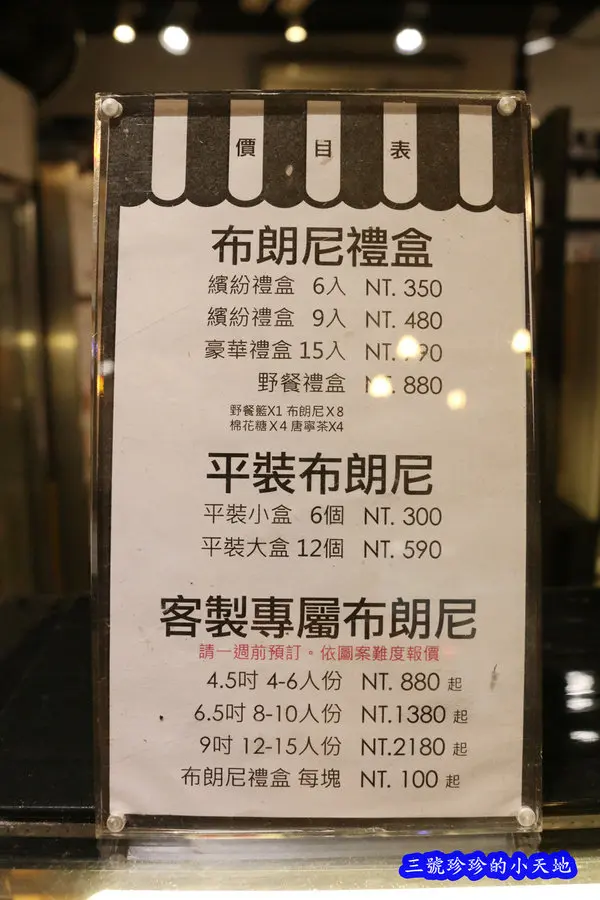 價目表
布朗尼禮盒
繽紛禮盒 6入 NT. 350
繽紛禮盒 9入 NT. 480
豪華禮盒 15入 NT.
野餐禮盒 880
野餐籃X1 布朗尼X8
棉花糖X4 唐寧茶X4
平裝布朗尼
平裝小盒 6個 NT. 300
平裝大盒 12個 NT. 590
客製專屬布朗尼
請一週前預訂。依圖案難度報價
4.5吋 4-6人份 NT. 880 起
6.5吋 8-10人份 NT.1380 起
9吋 12-15人份 NT.2180 起
布朗尼禮盒 每塊 NT. 100 起
三號珍珍的小天地